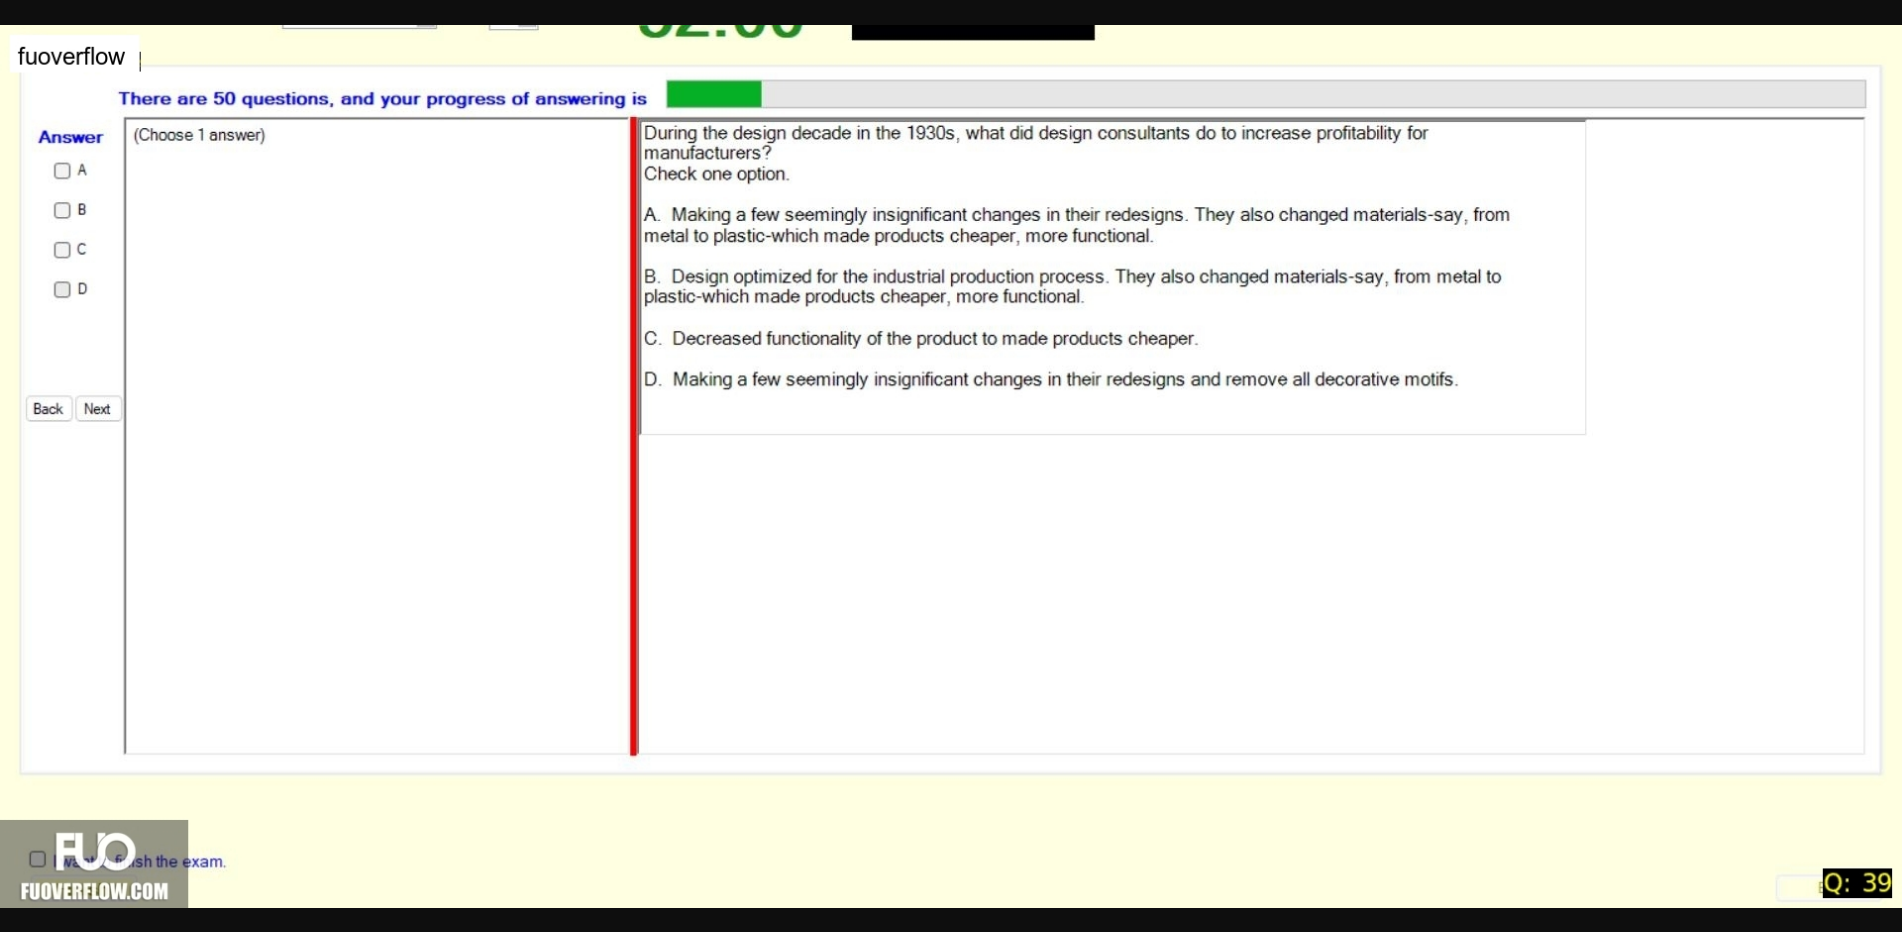 fuoverflow
There are 50 questions, and your progress of answering is
Answer
(Choose 1 answer)
A
B
C
D
Back Next
During the design decade in the 1930s, what did design consultants do to increase profitability for
manufacturers?
Check one option.
A. Making a few seemingly insignificant changes in their redesigns. They also changed materials-say, from
metal to plastic-which made products cheaper, more functional.
B. Design optimized for the industrial production process. They also changed materials-say, from metal to
plastic-which made products cheaper, more functional.
C. Decreased functionality of the product to made products cheaper.
D. Making a few seemingly insignificant changes in their redesigns and remove all decorative motifs.
FUO
the exam.
FUOVERFLOW.COM
Q: 39